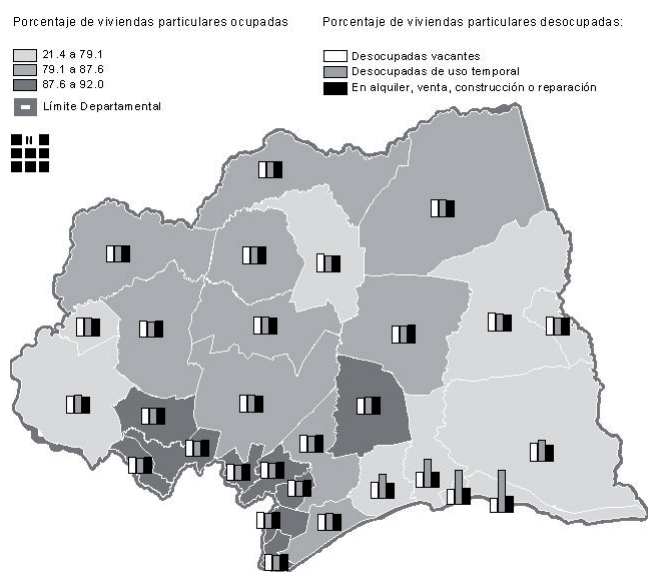 Porcentaje de viviendas particulares ocupadas
21.4 a 79.1
79.1 a 87.6
87.6 a 92.0
Límite Departamental
Porcentaje de viviendas particulares desocupadas:
Desocupadas vacantes
Desocupadas de uso temporal
En alquiler, venta, construcción o reparación